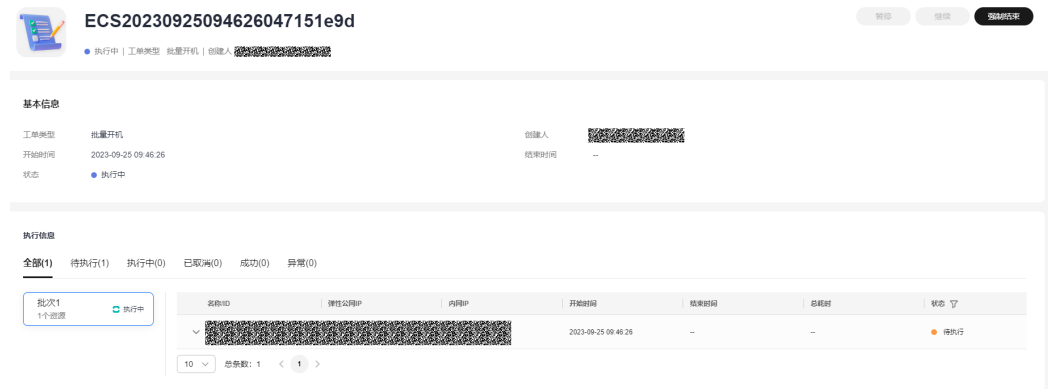 ECS20230925094626047151e9d
暂停 继续 强制结束
执行中 | 工单类型 批量开机 | 创建人
基本信息
工单类型 批量开机 创建人
开始时间 2023-09-25 09:46:26 结束时间 --
状态 执行中
执行信息
全部(1) 待执行(1) 执行中(0) 已取消(0) 成功(0) 异常(0)
批次1 执行中
1个资源
名称/ID 弹性公网IP 内网IP 开始时间 结束时间 总耗时 状态
2023-09-25 09:46:26 -- -- 待执行
10 总条数: 1 1